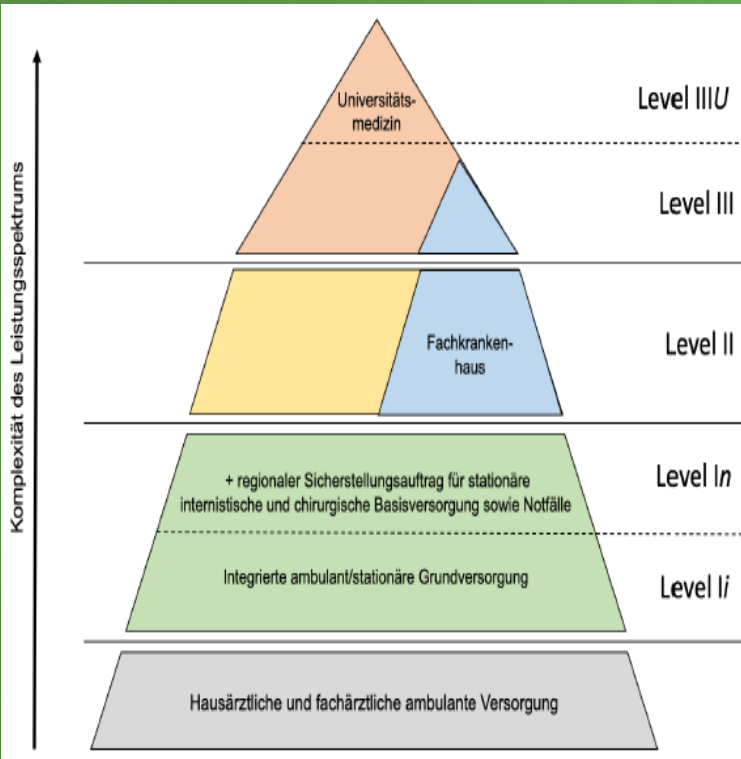 Komplexität des Leistungsspektrums
Universitäts-
medizin
Level IIIU
Level III
Fachkranken-
haus
Level II
+ regionaler Sicherstellungsauftrag für stationäre
internistische und chirurgische Basisversorgung sowie Notfälle
Level In
Integrierte ambulant/stationäre Grundversorgung
Level Ii
Hausärztliche und fachärztliche ambulante Versorgung